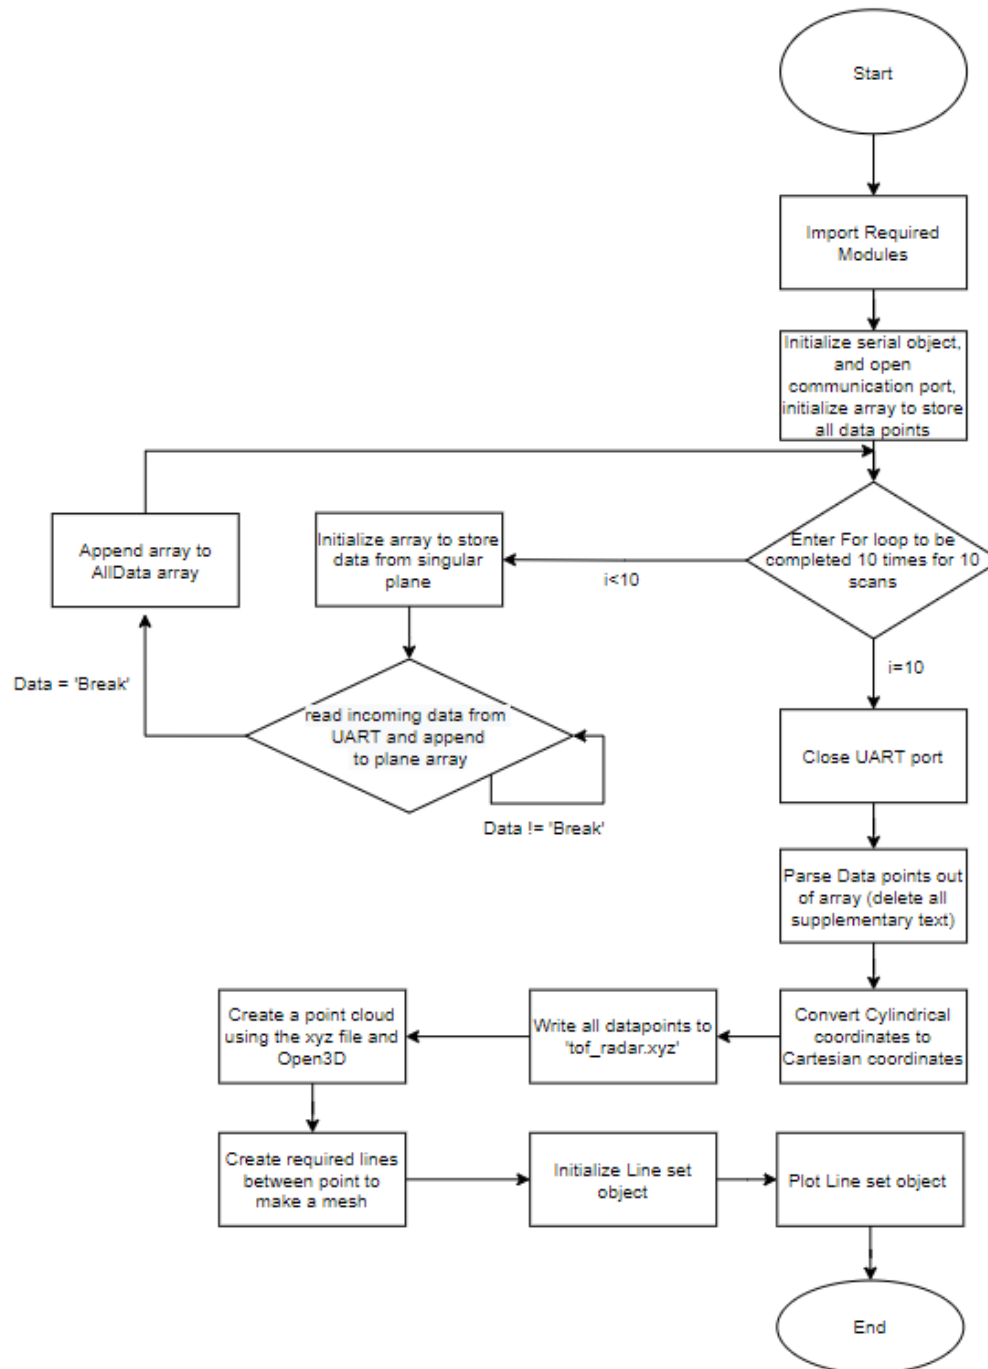 Start
Import Required
Modules
Initialize serial object,
and open
communication port,
initialize array to store
all data points
Enter For loop to be
completed 10 times for 10
scans
i<10
Initialize array to store
data from singular
plane
read incoming data from
UART and append
to plane array
Data != 'Break'
Data = 'Break'
Append array to
AllData array
i=10
Close UART port
Parse Data points out
of array (delete all
supplementary text)
Convert Cylindrical
coordinates to
Cartesian coordinates
Write all datapoints to
'tof_radar.xyz'
Create a point cloud
using the xyz file and
Open3D
Create required lines
between point to
make a mesh
Initialize Line set
object
Plot Line set object
End